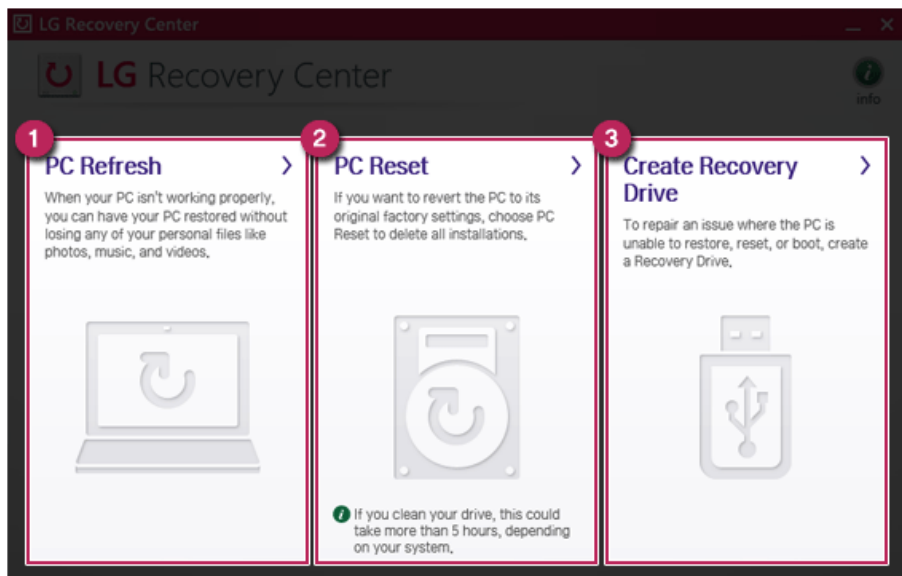 LG Recovery Center
LG Recovery Center
info
1
PC Refresh
When your PC isn't working properly,
you can have your PC restored without
losing any of your personal files like
photos, music, and videos.
2
PC Reset
If you want to revert the PC to its
original factory settings, choose PC
Reset to delete all installations.
i If you clean your drive, this could
take more than 5 hours, depending
on your system.
3
Create Recovery
Drive
To repair an issue where the PC is
unable to restore, reset, or boot, create
a Recovery Drive.